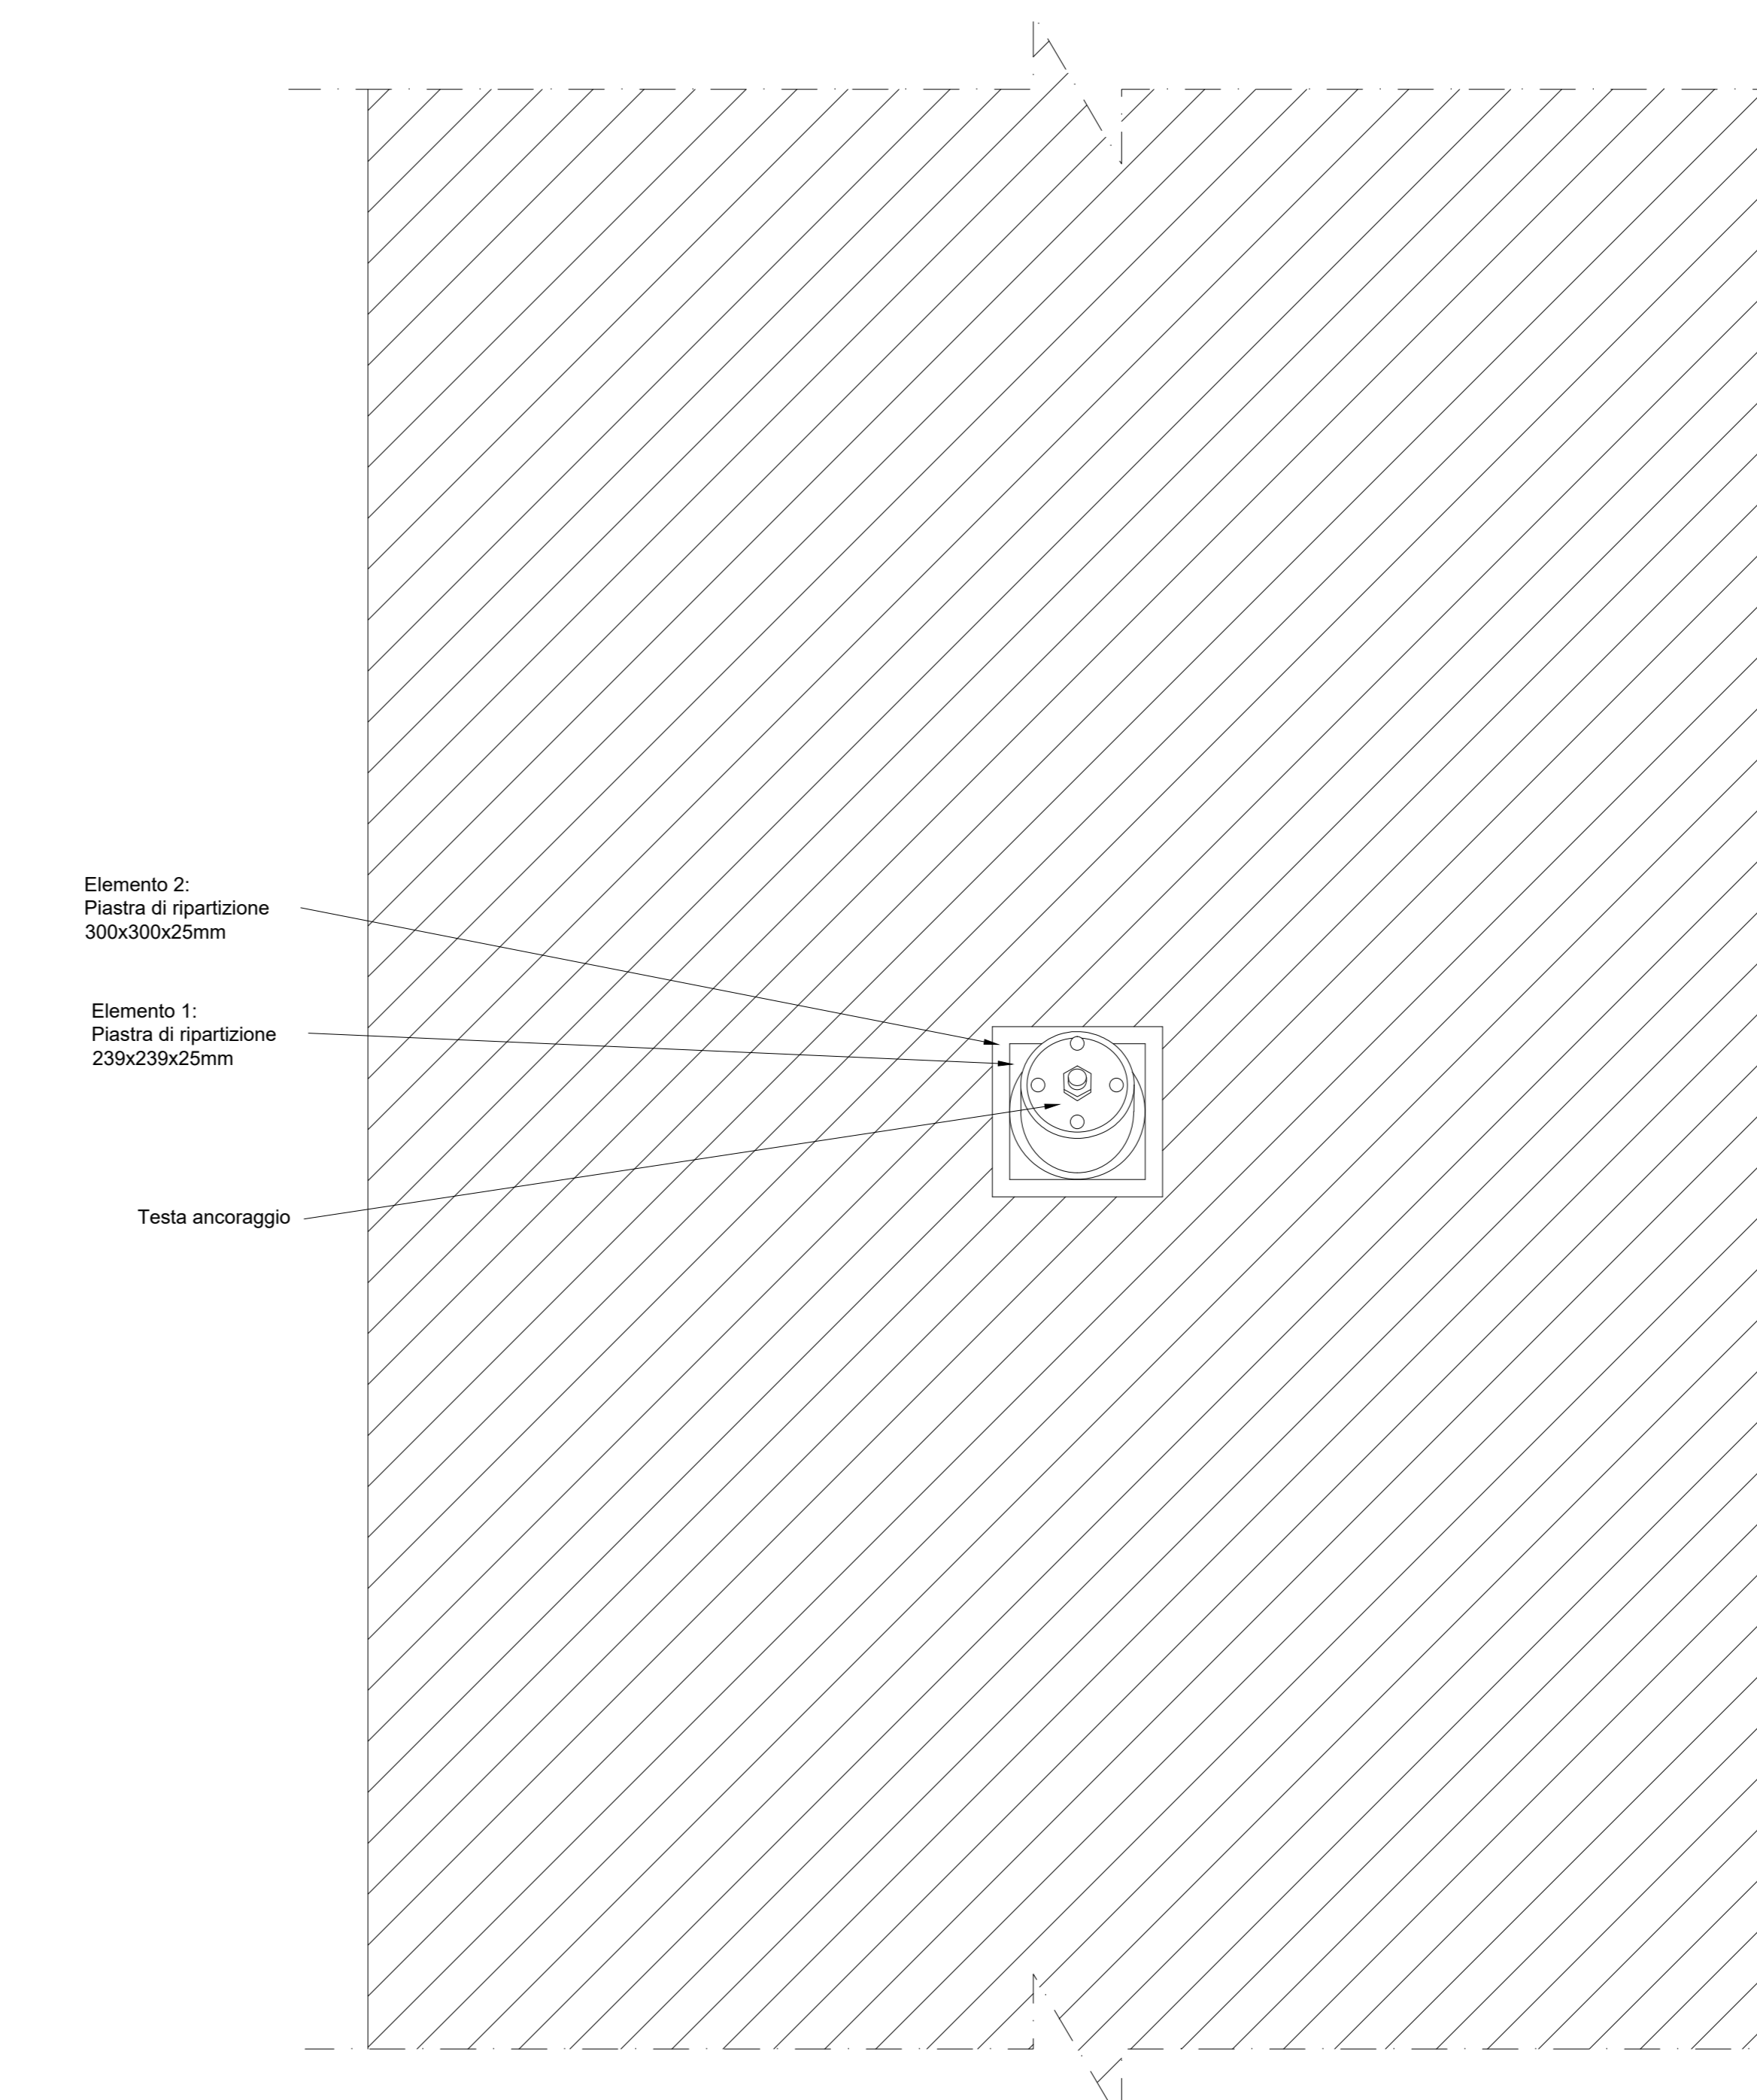 Elemento 2:
Piastra di ripartizione
300x300x25mm
Elemento 1:
Piastra di ripartizione
239x239x25mm
Testa ancoraggio